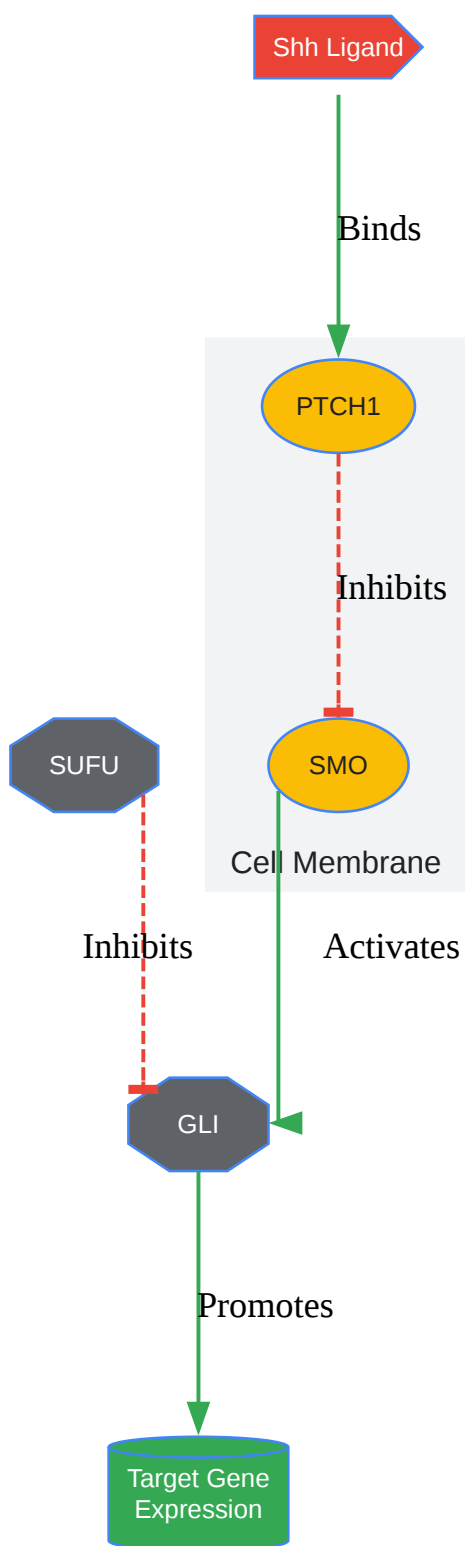 Shh Ligand
Binds
PTCH1
Inhibits
SUFU
SMO
Cell Membrane
Inhibits
Activates
GLI
Promotes
Target Gene
Expression